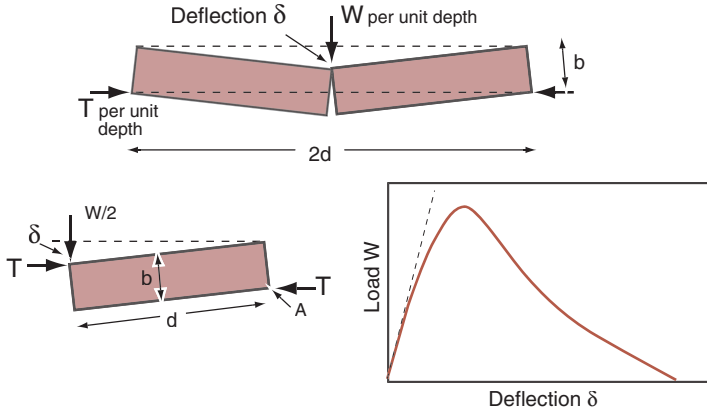 Deflection δ
W per unit depth
b
T per unit
depth
2d
W/2
δ
T
b
T
A
d
Load W
Deflection δ